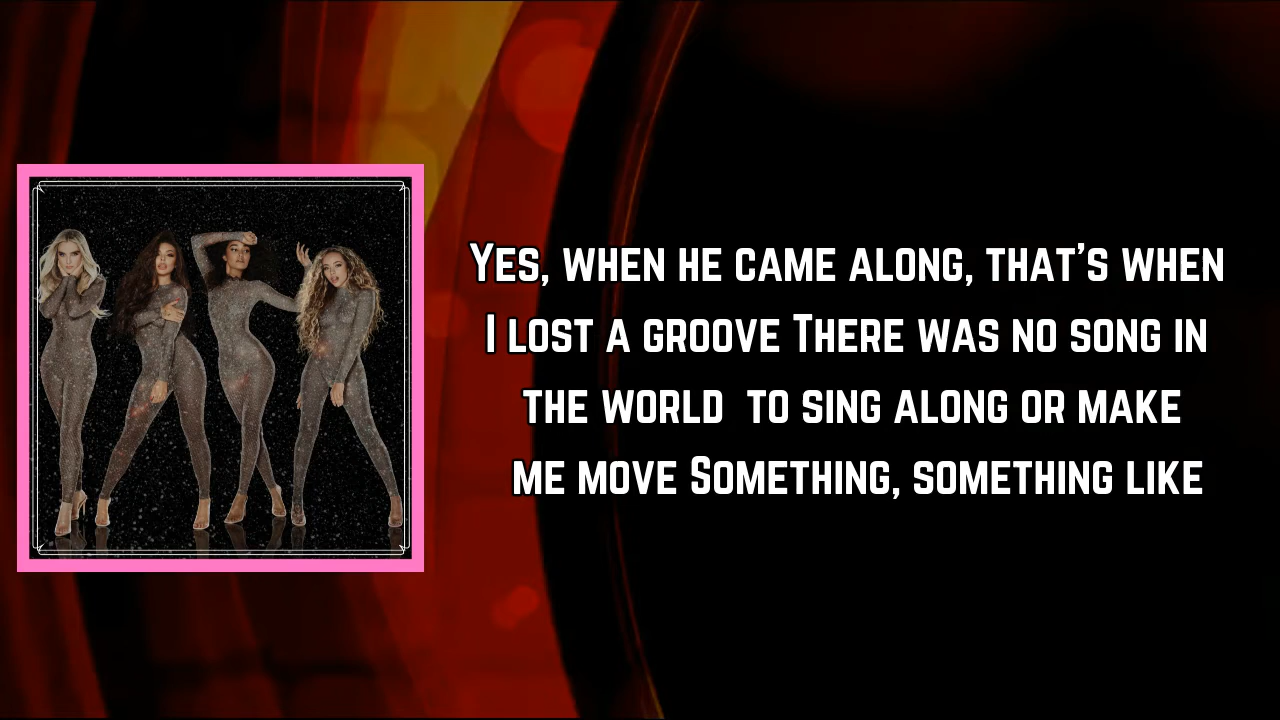 Yes, when he came along, that's when
I lost a groove There was no song in
the world  to sing along or make
me move Something, something like